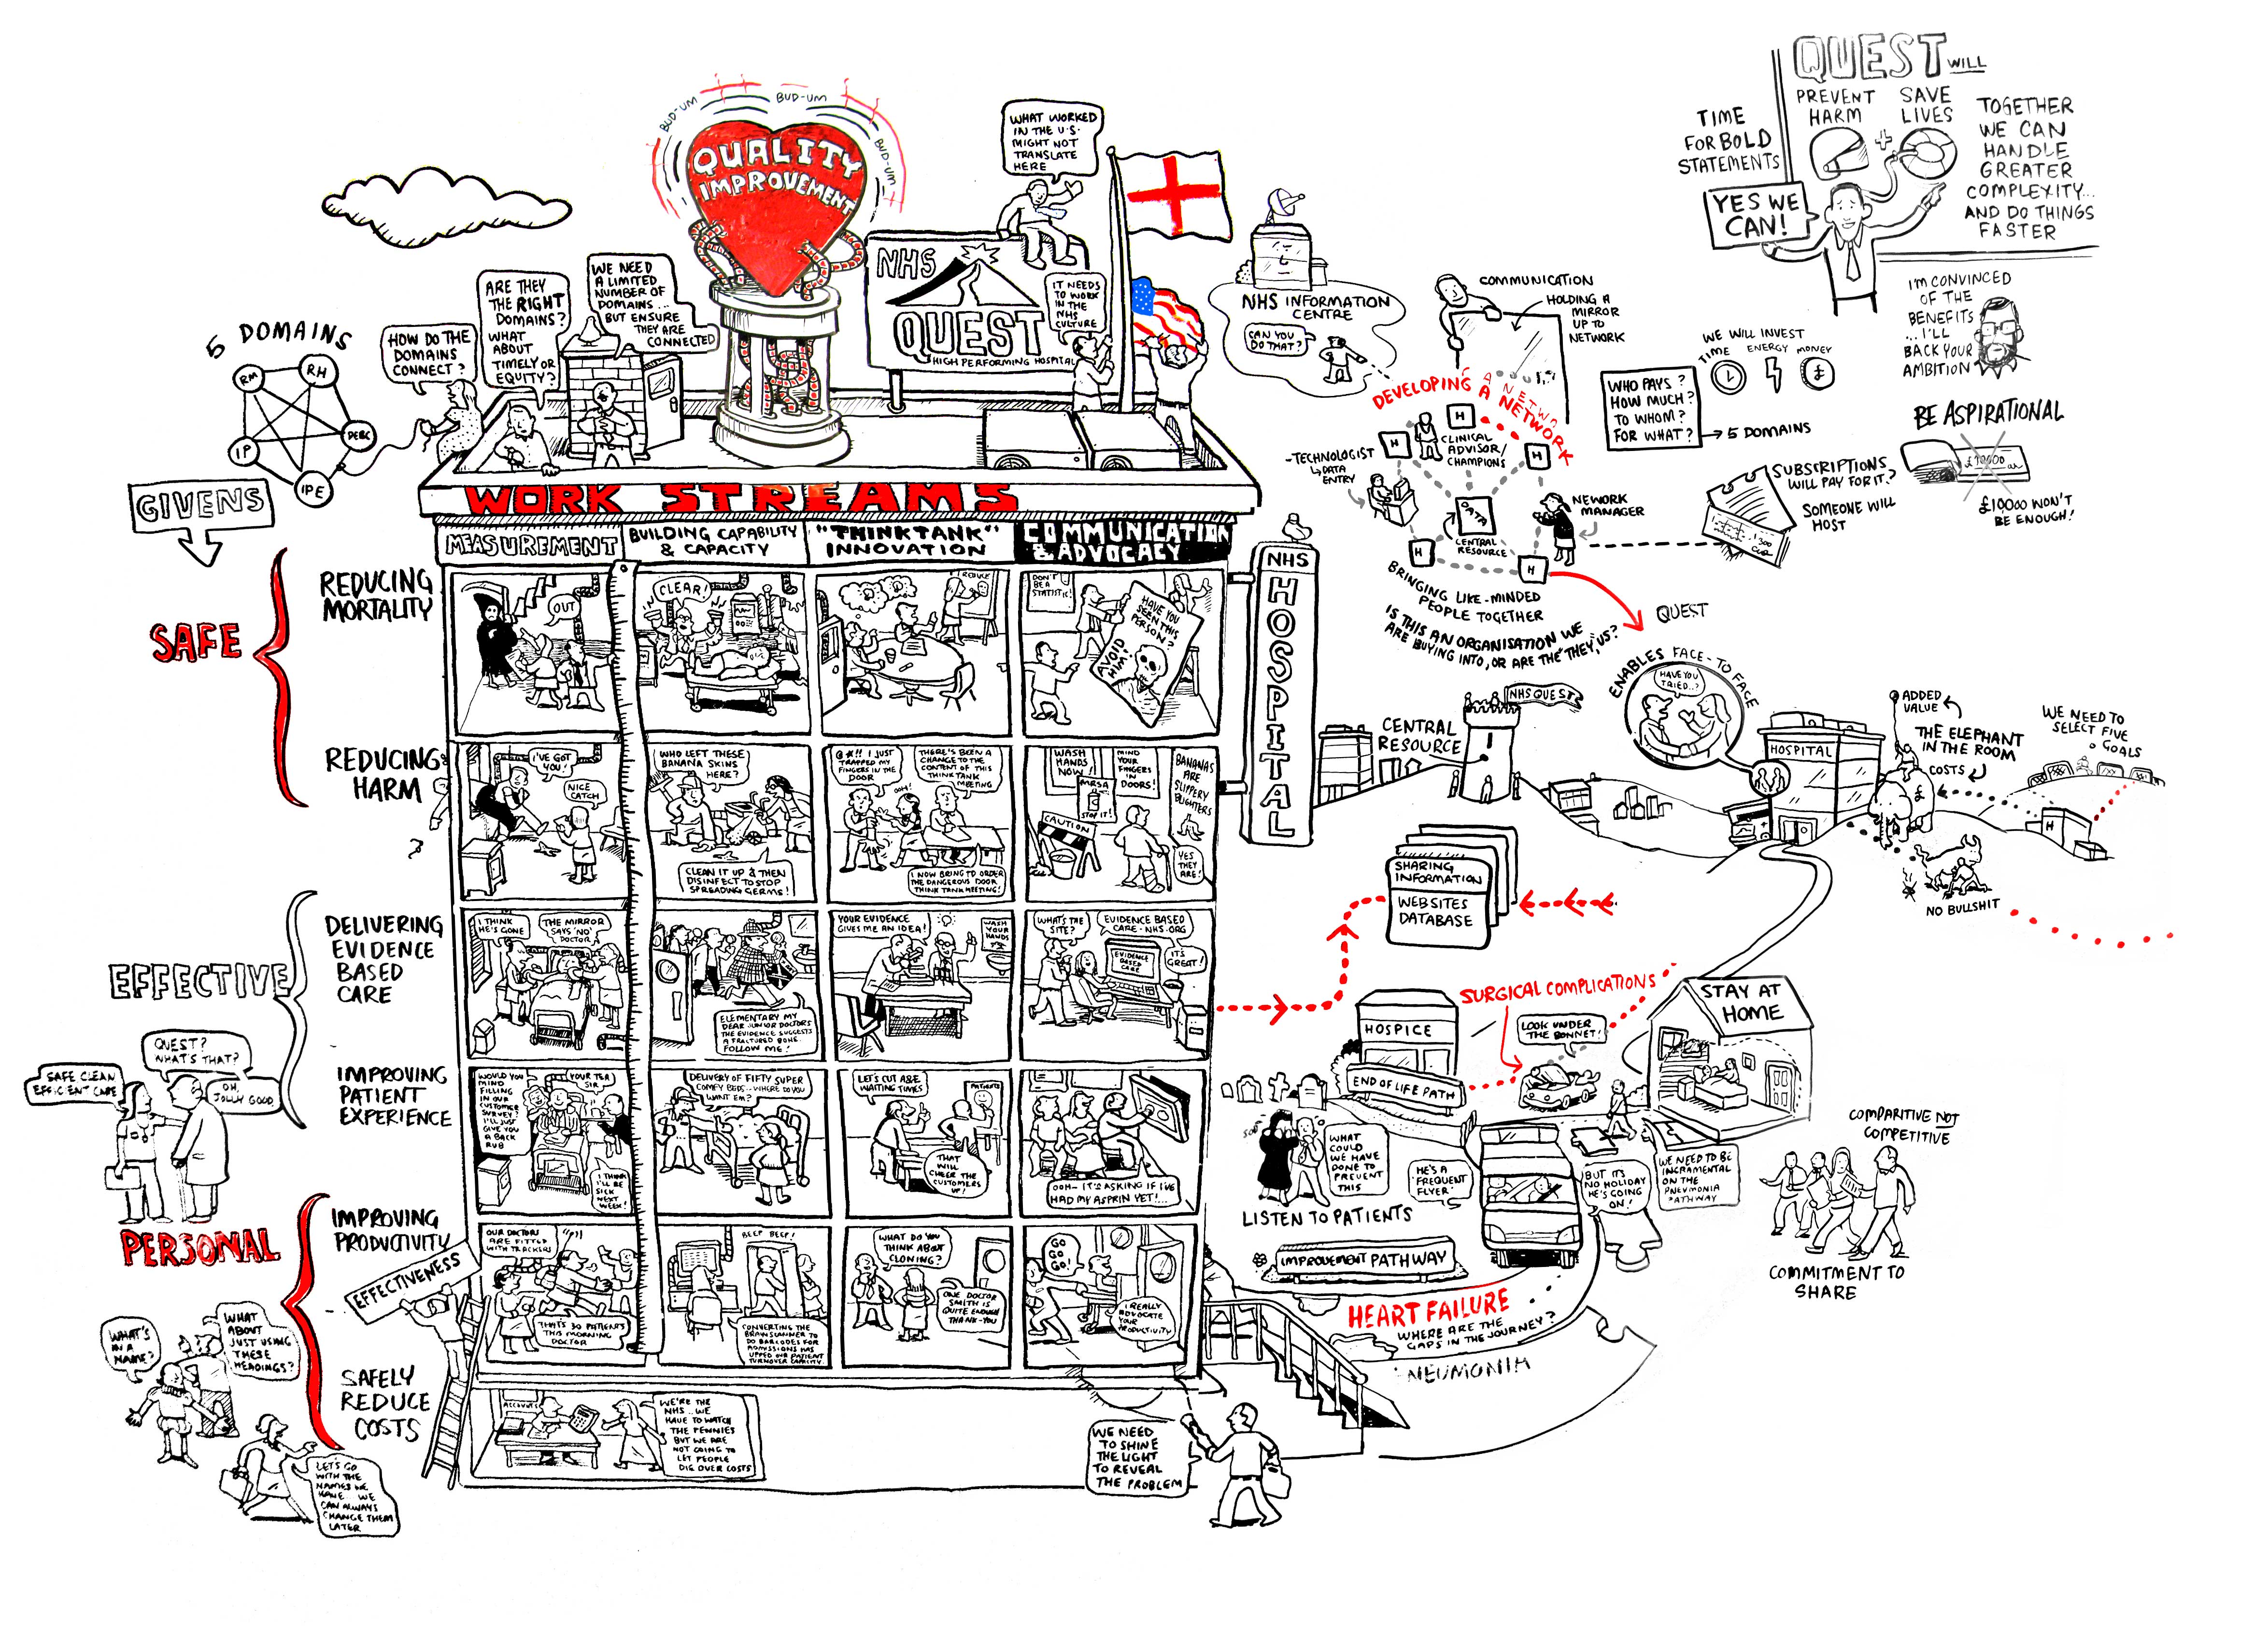 BUD-UM
BUD-UM
BUD-UM
QUALITY
IMPROVEMENT
WHAT WORKED
IN THE U.S.
MIGHT NOT
TRANSLATE
HERE
NHS
QUEST
HIGH PERFORMING HOSPITAL
IT NEEDS
TO WORK
IN THE
NHS
CULTURE
5 DOMAINS
RM
RH
DEBC
IPE
IP
HOW DO THE
DOMAINS
CONNECT?
ARE THEY
THE RIGHT
DOMAINS?
WHAT
ABOUT
TIMELY OR
EQUITY?
WE NEED
A LIMITED
NUMBER OF
DOMAINS...
BUT ENSURE
THEY ARE
CONNECTED
GIVENS
WORK STREAMS
MEASUREMENT
BUILDING CAPABILITY
& CAPACITY
"THINK TANK"
INNOVATION
COMMUNICATION
& ADVOCACY
NHS
HOSPITAL
SAFE
REDUCING
MORTALITY
OUT
CLEAR!
REDUCE
DON'T
BE A
STATISTIC!
HAVE YOU
SEEN THIS
PERSON?
AVOID
HIM!
REDUCING
HARM
I'VE GOT
YOU!
NICE
CATCH
WHO LEFT THESE
BANANA SKINS
HERE?
CLEAN IT UP & THEN
DISINFECT TO STOP
SPREADING GERMS!
@*!! I JUST
TRAPPED MY
FINGERS IN THE
DOOR
OOH!
THERE'S BEEN A
CHANGE TO THE
CONTENT OF THIS
THINK TANK
MEETING
I NOW BRING TO ORDER
THE DANGEROUS DOOR
THINK TANK MEETING!
WASH
HANDS
NOW!
MRSA
STOP IT!
MIND
YOUR
FINGERS
IN
DOORS!
BANANAS
ARE
SLIPPERY
BLIGHTERS
CAUTION
YES
THEY
ARE!
EFFECTIVE
DELIVERING
EVIDENCE
BASED
CARE
I THINK
HE'S GONE
THE MIRROR
SAYS 'NO'
DOCTOR
ELEMENTARY MY
DEAR JUNIOR DOCTORS
THE EVIDENCE SUGGESTS
A FRACTURED BONE.
FOLLOW ME!
YOUR EVIDENCE
GIVES ME AN IDEA!
WASH
YOUR
HANDS
WHAT'S THE
SITE?
EVIDENCE BASED
CARE-NHS.ORG
EVIDENCE
BASED
CARE
IT'S
GREAT!
IMPROVING
PATIENT
EXPERIENCE
WOULD YOU
MIND
FILLING
IN OUR
CUSTOMER
SURVEY?
I'LL JUST
GIVE YOU
A BACK
RUB
YOUR TEA
SIR
I THINK
I'LL BE
SICK
NEXT
WEEK!
DELIVERY OF FIFTY SUPER
COMFY BEDS...WHERE DO YOU
WANT EM?
LET'S CUT A&E
WAITING TIMES
PATIENTS
THAT
WILL
CHEER THE
CUSTOMERS
UP!
OOH- IT'S ASKING IF I'VE
HAD MY ASPRIN YET!...
SAFE CLEAN
EFFICIENT CARE
QUEST?
WHAT'S THAT?
OH,
JOLLY GOOD
PERSONAL
IMPROVING
PRODUCTIVITY
EFFECTIVENESS
OUR DOCTORS
ARE FITTED
WITH TRACKERS
THAT'S 30 PATIENTS
THIS MORNING
DOCTOR
BEEP BEEP!
CONVERTING THE
BRAIN SCANNER TO
DO BARCODES FOR
ADMISSIONS HAS
UPPED OUR PATIENT
TURNOVER CAPACITY.
WHAT DO YOU
THINK ABOUT
CLONING?
ONE DOCTOR
SMITH IS
QUITE ENOUGH
THANK-YOU
GO
GO
GO!
I REALLY
ADVOCATE
YOUR
PRODUCTIVITY
WHAT'S
IN A
NAME?
WHAT
ABOUT
JUST USING
THESE
HEADINGS?
LET'S GO
WITH THE
NAMES WE
HAVE. WE
CAN ALWAYS
CHANGE THEM
LATER
SAFELY
REDUCE
COSTS
ACCOUNTS
WE'RE THE
NHS...WE
HAVE TO WATCH
THE PENNIES
BUT WE ARE
NOT GOING TO
LET PEOPLE
DIE OVER COSTS
WE NEED
TO SHINE
THE LIGHT
TO REVEAL
THE PROBLEM
NHS INFORMATION
CENTRE
CAN YOU
DO THAT?
COMMUNICATION
HOLDING A
MIRROR
UP TO
NETWORK
DEVELOPING A NETWORK
A NETWORK
H
H
H
H
H
CLINICAL
ADVISOR/
CHAMPIONS
-TECHNOLOGIST
DATA
ENTRY
DATA
CENTRAL
RESOURCE
NEWORK
MANAGER
BRINGING LIKE-MINDED
PEOPLE TOGETHER
IS THIS AN ORGANISATION WE
ARE BUYING INTO, OR ARE THE "THEY," US?
QUEST
TIME
FOR BOLD
STATEMENTS
YES WE
CAN!
QUEST WILL
PREVENT
HARM
+
SAVE
LIVES
TOGETHER
WE CAN
HANDLE
GREATER
COMPLEXITY...
AND DO THINGS
FASTER
I'M CONVINCED
OF THE
BENEFITS
...I'LL
BACK YOUR
AMBITION
WE WILL INVEST
TIME ENERGY MONEY
£
WHO PAYS?
HOW MUCH?
TO WHOM?
FOR WHAT?
5 DOMAINS
BE ASPIRATIONAL
£10000
£10000 WON'T
BE ENOUGH!
SUBSCRIPTIONS
WILL PAY FOR IT?
SOMEONE WILL
HOST
ENABLES FACE-TO FACE
HAVE YOU
TRIED..?
CENTRAL
RESOURCE
NHS QUEST
HOSPITAL
ADDED
VALUE
THE ELEPHANT
IN THE ROOM
COSTS
£
WE NEED TO
SELECT FIVE
GOALS
H
NO BULLSHIT
SHARING
INFORMATION
WEBSITES
DATABASE
SURGICAL COMPLICATIONS
LOOK UNDER
THE BONNET!
HOSPICE
END OF LIFE PATH
STAY AT
HOME
SOB
WHAT
COULD
WE HAVE
DONE TO
PREVENT
THIS
LISTEN TO PATIENTS
HE'S A
'FREQUENT
FLYER'
BUT IT'S
NO HOLIDAY
HE'S GOING
ON!
WE NEED TO BE
INCRAMENTAL
ON THE
PNEUMONIA
PATHWAY
COMPARITIVE NOT
COMPETITIVE
COMMITMENT TO
SHARE
IMPROVEMENT PATHWAY
HEART FAILURE
WHERE ARE THE
GAPS IN THE JOURNEY?
NEUMONIA